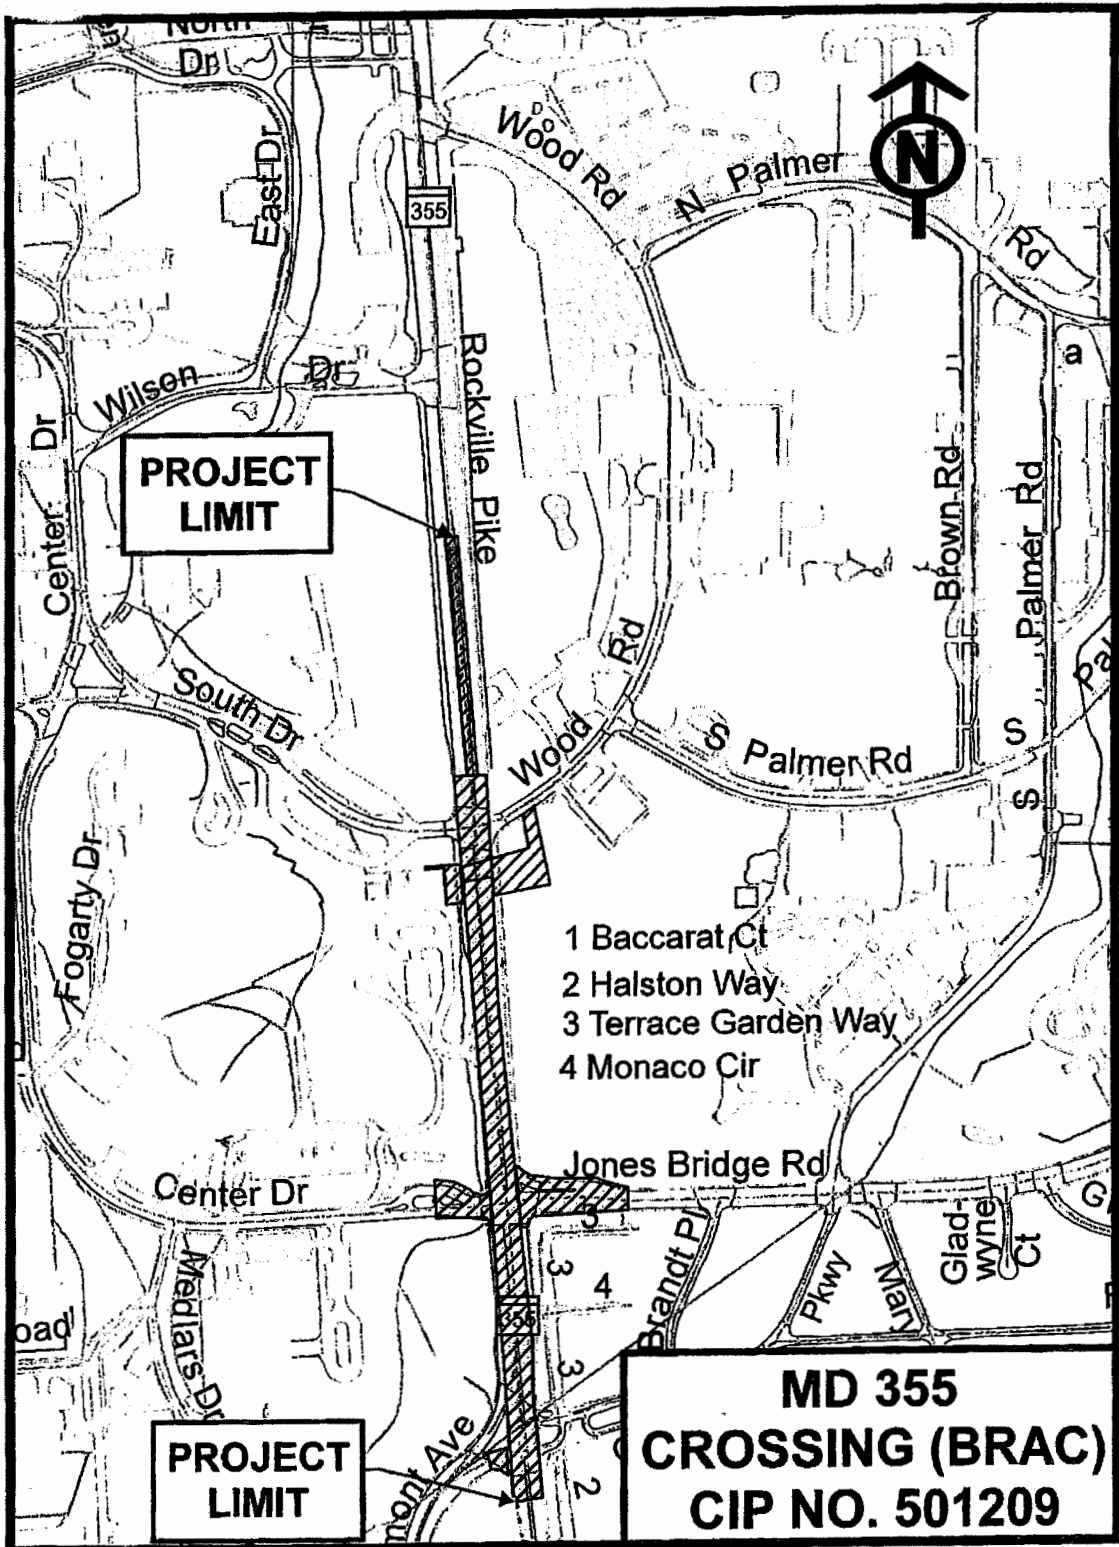 North
Dr
Wood Rd
N Palmer
N
Rd
East Dr
355
a
Wilson Dr
Rockville Pike
Center Dr
PROJECT
LIMIT
Brown Rd
Palmer Rd
S
South Dr
Wood Rd
S Palmer Rd
S
Fogarty Dr
1 Baccarat Ct
2 Halston Way
3 Terrace Garden Way
4 Monaco Cir
Jones Bridge Rd
Center Dr
3
3
4
3
2
Medlars Dr
oad
355
Brandt Pl
Pkwy
Mary
Glad-
wyne
Ct
G
mont Ave
PROJECT
LIMIT
MD 355
CROSSING (BRAC)
CIP NO. 501209